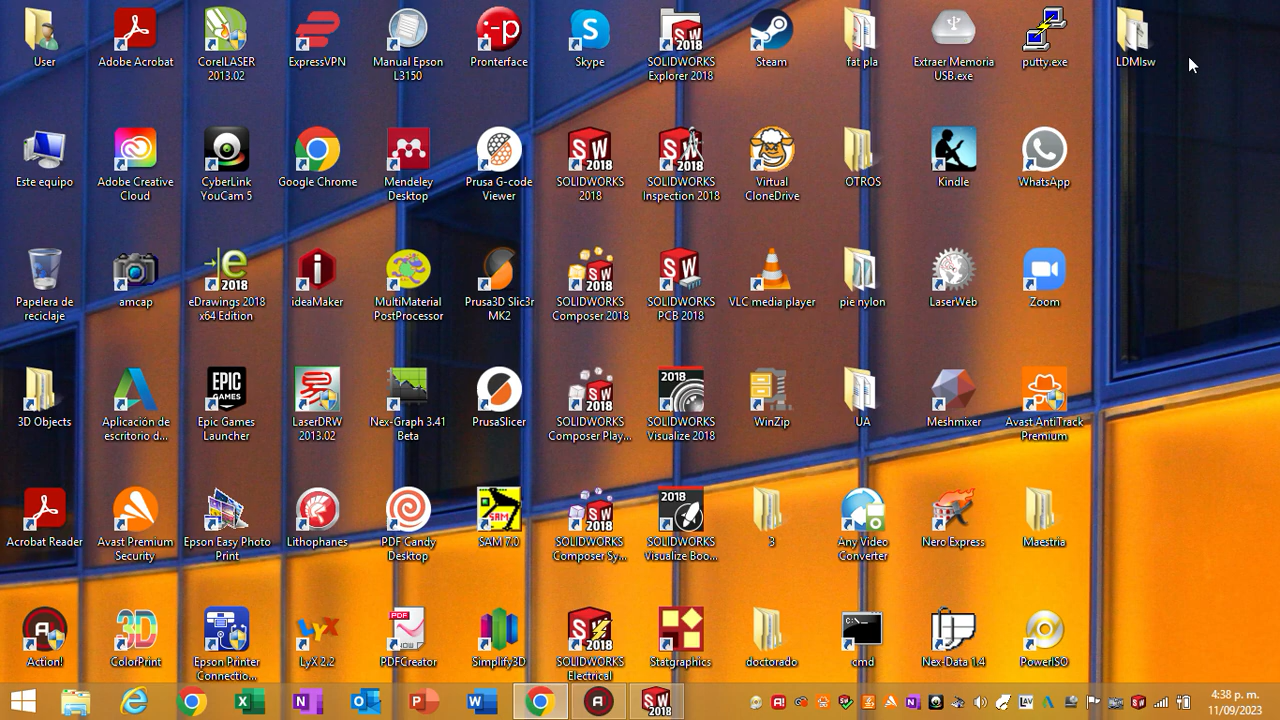 User
Adobe Acrobat
CorelLASER
2013.02
ExpressVPN
Manual Epson
L3150
Pronterface
Skype
SOLIDWORKS
Explorer 2018
Steam
fat pla
Extraer Memoria
USB.exe
putty.exe
LDMlsw
Este equipo
Adobe Creative
Cloud
CyberLink
YouCam 5
Google Chrome
Mendeley
Desktop
Prusa G-code
Viewer
SOLIDWORKS
2018
SOLIDWORKS
Inspection 2018
Virtual
CloneDrive
OTROS
Kindle
WhatsApp
Papelera de
reciclaje
amcap
eDrawings 2018
x64 Edition
ideaMaker
MultiMaterial
PostProcessor
Prusa3D Slic3r
MK2
SOLIDWORKS
Composer 2018
SOLIDWORKS
PCB 2018
VLC media player
pie nylon
LaserWeb
Zoom
3D Objects
Aplicación de
escritorio d...
Epic Games
Launcher
LaserDRW
2013.02
Nex-Graph 3.41
Beta
PrusaSlicer
SOLIDWORKS
Composer Play...
SOLIDWORKS
Visualize 2018
WinZip
UA
Meshmixer
Avast AntiTrack
Premium
Acrobat Reader
Avast Premium
Security
Epson Easy Photo
Print
Lithophanes
PDF Candy
Desktop
SAM 7.0
SOLIDWORKS
Composer Sy...
SOLIDWORKS
Visualize Boo...
3
Any Video
Converter
Nero Express
Maestria
Action!
ColorPrint
Epson Printer
Connectio...
LyX 2.2
PDFCreator
Simplify3D
SOLIDWORKS
Electrical
Statgraphics
doctorado
cmd
Nex-Data 1.4
PowerISO
4:38 p. m.
11/09/2023